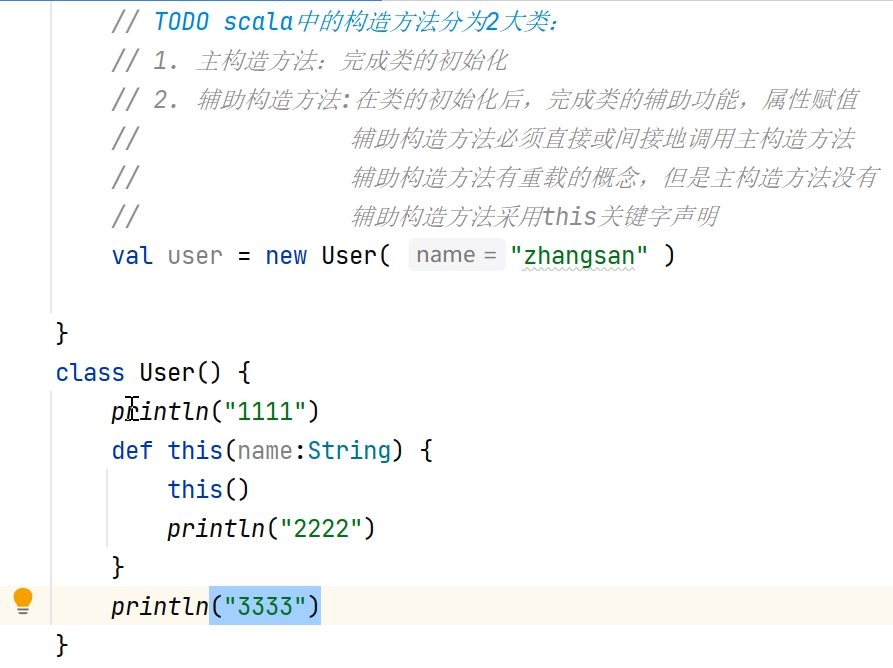 // TODO scala中的构造方法分为2大类：
// 1. 主构造方法：完成类的初始化
// 2. 辅助构造方法:在类的初始化后，完成类的辅助功能，属性赋值
//               辅助构造方法必须直接或间接地调用主构造方法
//               辅助构造方法有重载的概念，但是主构造方法没有
//               辅助构造方法采用this关键字声明
val user = new User( name = "zhangsan" )
}
class User() {
println("1111")
def this(name:String) {
this()
println("2222")
}
println("3333")
}